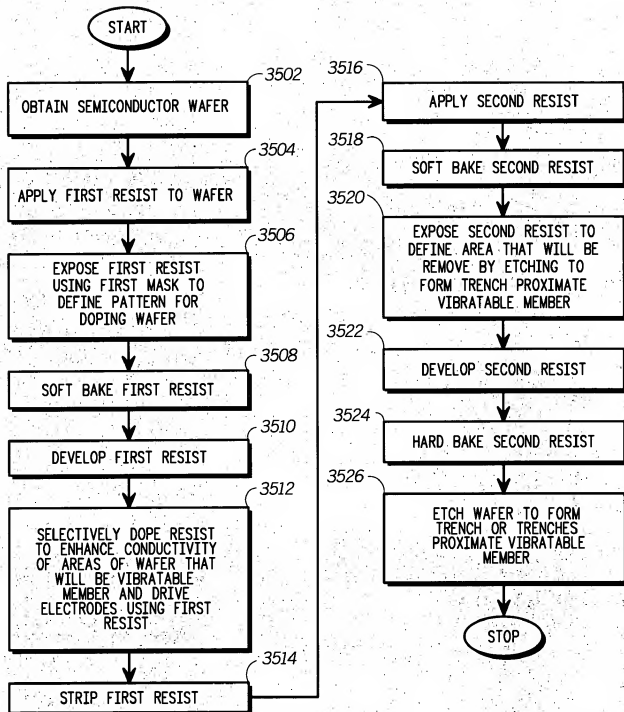 START
3502
OBTAIN SEMICONDUCTOR WAFER
3504
APPLY FIRST RESIST TO WAFER
3506
EXPOSE FIRST RESIST
USING FIRST MASK TO
DEFINE PATTERN FOR
DOPING WAFER
3508
SOFT BAKE FIRST RESIST
3510
DEVELOP FIRST RESIST
3512
SELECTIVELY DOPE RESIST
TO ENHANCE CONDUCTIVITY
OF AREAS OF WAFER THAT
WILL BE VIBRATABLE
MEMBER AND DRIVE
ELECTRODES USING FIRST
RESIST
3514
STRIP FIRST RESIST
3516
APPLY SECOND RESIST
3518
SOFT BAKE SECOND RESIST
3520
EXPOSE SECOND RESIST TO
DEFINE AREA THAT WILL BE
REMOVE BY ETCHING TO
FORM TRENCH PROXIMATE
VIBRATABLE MEMBER
3522
DEVELOP SECOND RESIST
3524
HARD BAKE SECOND RESIST
3526
ETCH WAFER TO FORM
TRENCH OR TRENCHES
PROXIMATE VIBRATABLE
MEMBER
STOP